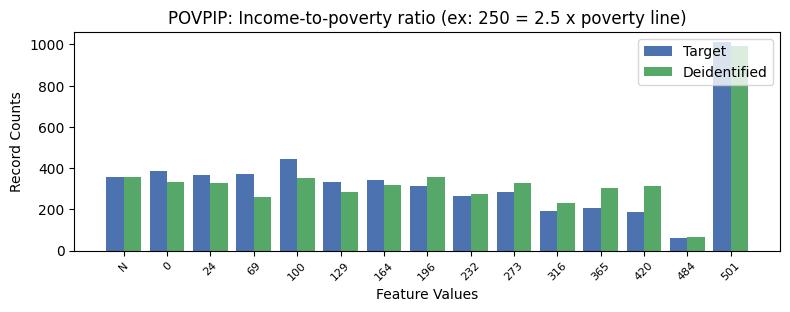 POVPIP: Income-to-poverty ratio (ex: 250 = 2.5 x poverty line)
Record Counts
1000
800
600
400
200
0
Target
Deidentified
N 0 24 69 100 129 164 196 232 273 316 365 420 484 501
Feature Values